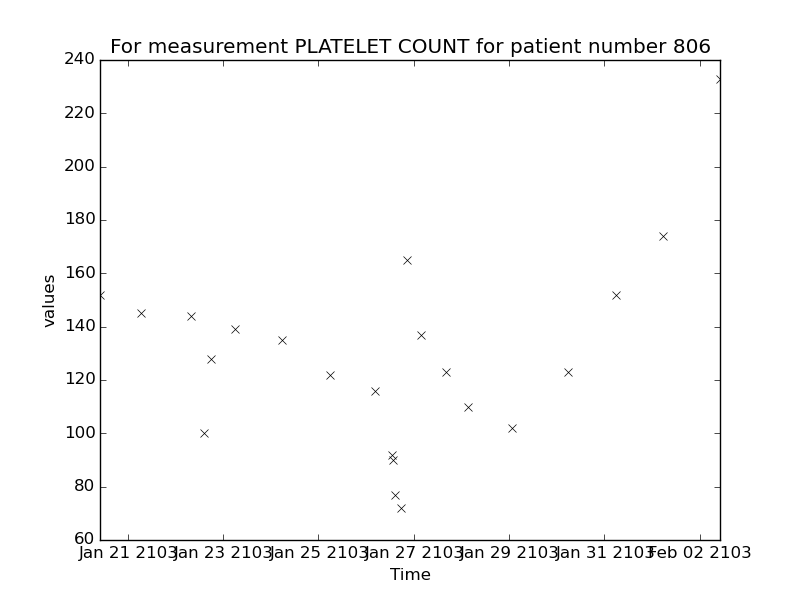 For measurement PLATELET COUNT for patient number 806
240
220
200
180
160
140
120
100
80
60
values
Jan 21 2103 Jan 23 2103 Jan 25 2103 Jan 27 2103 Jan 29 2103 Jan 31 2103 Feb 02 2103
Time